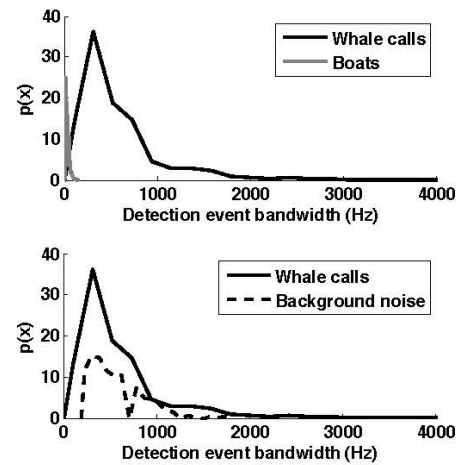 40
30
20
10
0
p(x)
Whale calls
Boats
0 1000 2000 3000 4000
Detection event bandwidth (Hz)
40
30
20
10
0
p(x)
Whale calls
Background noise
0 1000 2000 3000 4000
Detection event bandwidth (Hz)